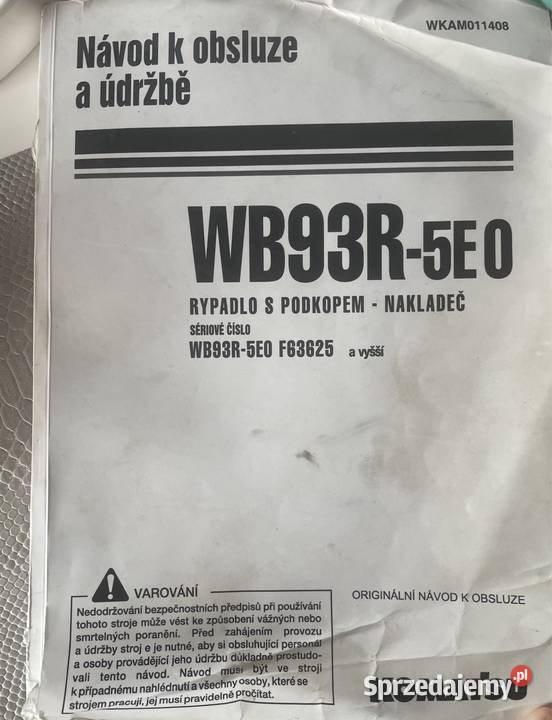 WKAM011408
Návod k obsluze
a údržbě
WB93R-5E0
RYPADLO S PODKOPEM - NAKLADEČ
SÉRIOVÉ ČÍSLO
WB93R-5E0 F63625 a vyšší
VAROVÁNÍ
Nedodržování bezpečnostních předpisů při používání
tohoto stroje může vést ke způsobení vážných nebo
smrtelných poranění. Před zahájením provozu
a údržby stroj e je nutné, aby si obsluhující personál
a osoby provádějící jeho údržbu důkladně prostudo-
vali tento návod. Návod musí být ve stroji
k případnému nahlédnutí a všechny osoby, které se
strojem pracují, jej musí pravidelně pročítat.
ORIGINÁLNÍ NÁVOD K OBSLUZE
Sprzedajemy.pl